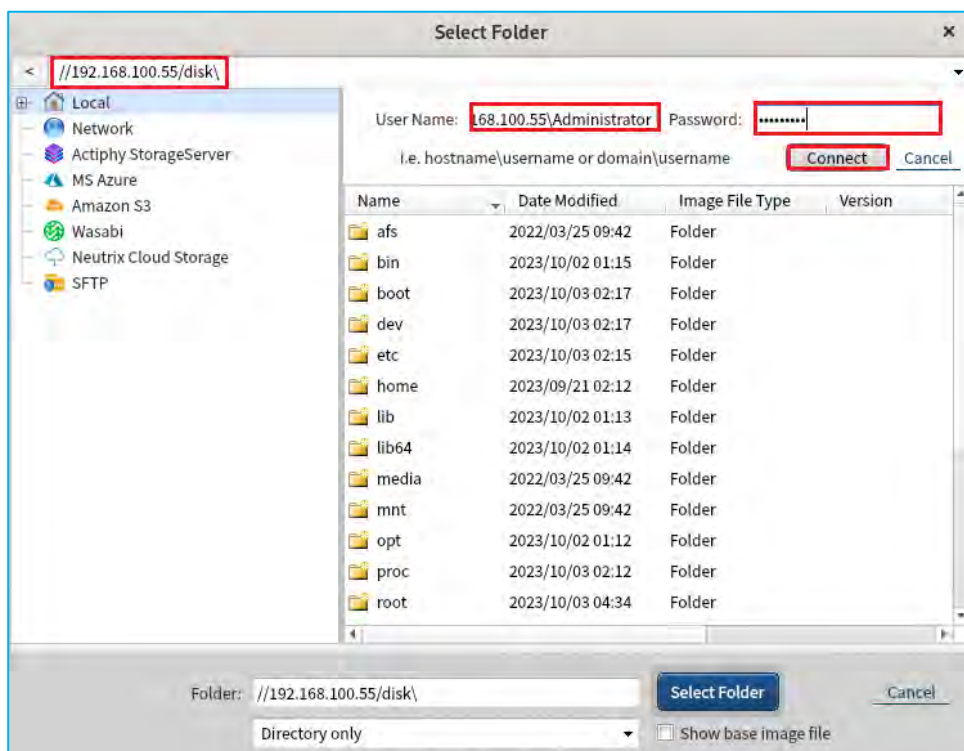 Select Folder
< //192.168.100.55/disk\
Local
Network
Actiphy StorageServer
MS Azure
Amazon S3
Wasabi
Neutrix Cloud Storage
SFTP
User Name: 168.100.55\Administrator Password: •••••••••
i.e. hostname\username or domain\username Connect Cancel
Name Date Modified Image File Type Version
afs 2022/03/25 09:42 Folder
bin 2023/10/02 01:15 Folder
boot 2023/10/03 02:17 Folder
dev 2023/10/03 02:17 Folder
etc 2023/10/03 02:15 Folder
home 2023/09/21 02:12 Folder
lib 2023/10/02 01:13 Folder
lib64 2023/10/02 01:14 Folder
media 2022/03/25 09:42 Folder
mnt 2022/03/25 09:42 Folder
opt 2023/10/02 01:12 Folder
proc 2023/10/03 02:12 Folder
root 2023/10/03 04:34 Folder
Folder: //192.168.100.55/disk\ Select Folder Cancel
Directory only Show base image file